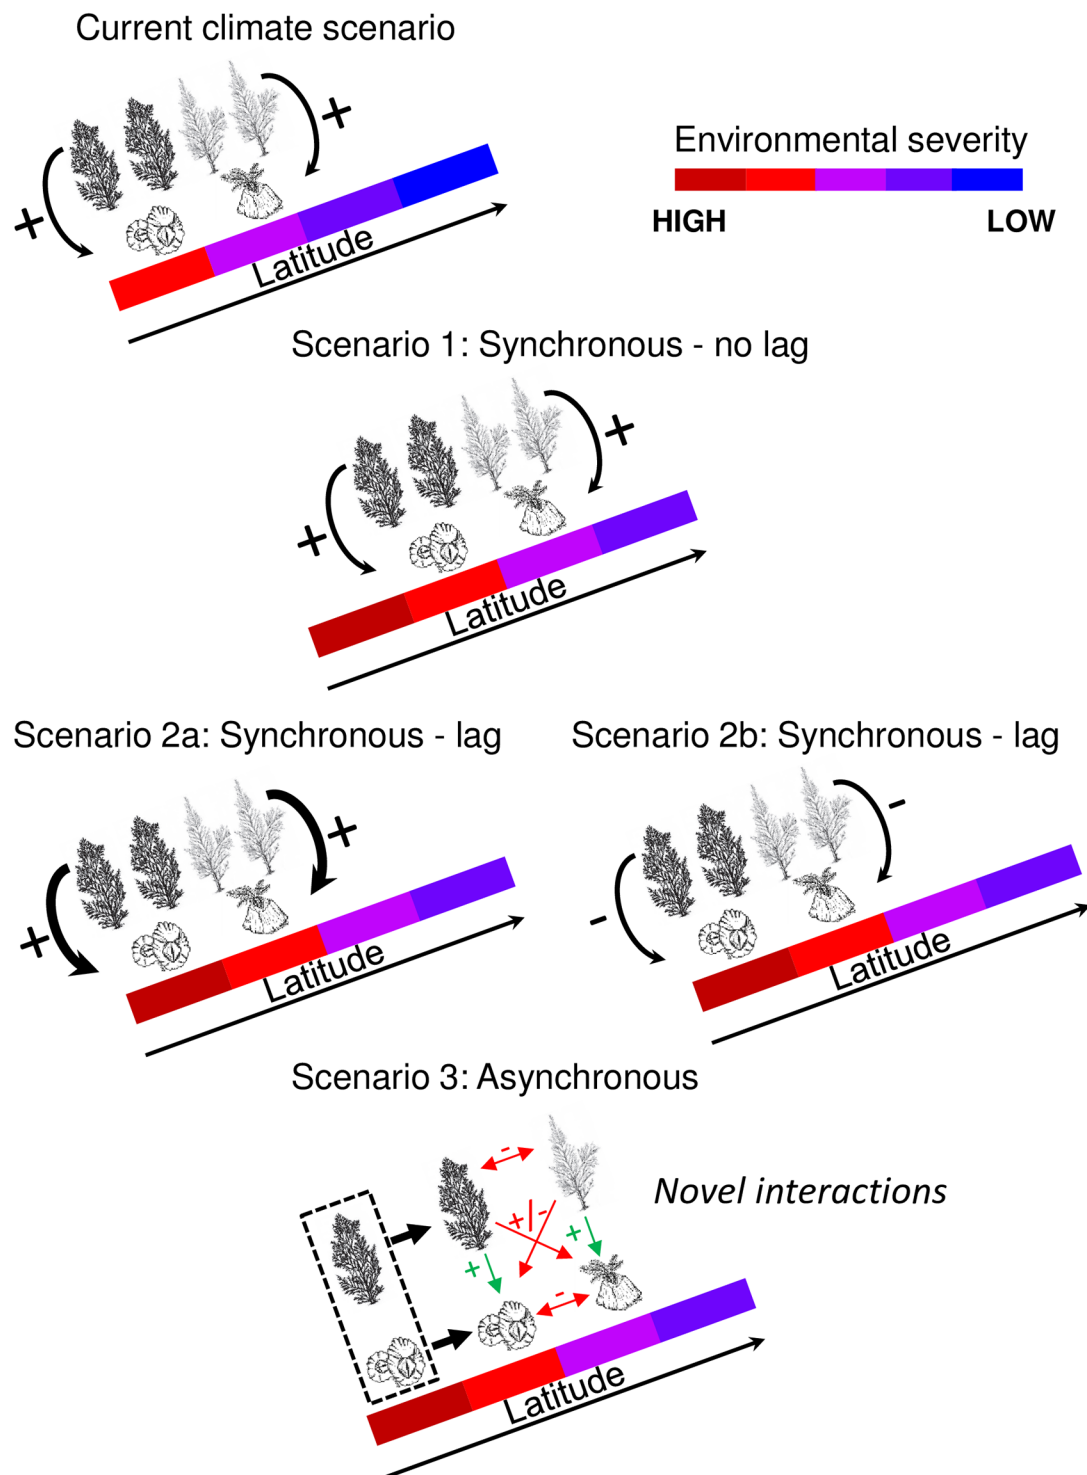 Current climate scenario
+
+
Latitude
Environmental severity
HIGH LOW
Scenario 1: Synchronous - no lag
+
+
Latitude
Scenario 2a: Synchronous - lag
+
+
Latitude
Scenario 2b: Synchronous - lag
-
-
Latitude
Scenario 3: Asynchronous
-
+/-
+
+
-
Novel interactions
Latitude